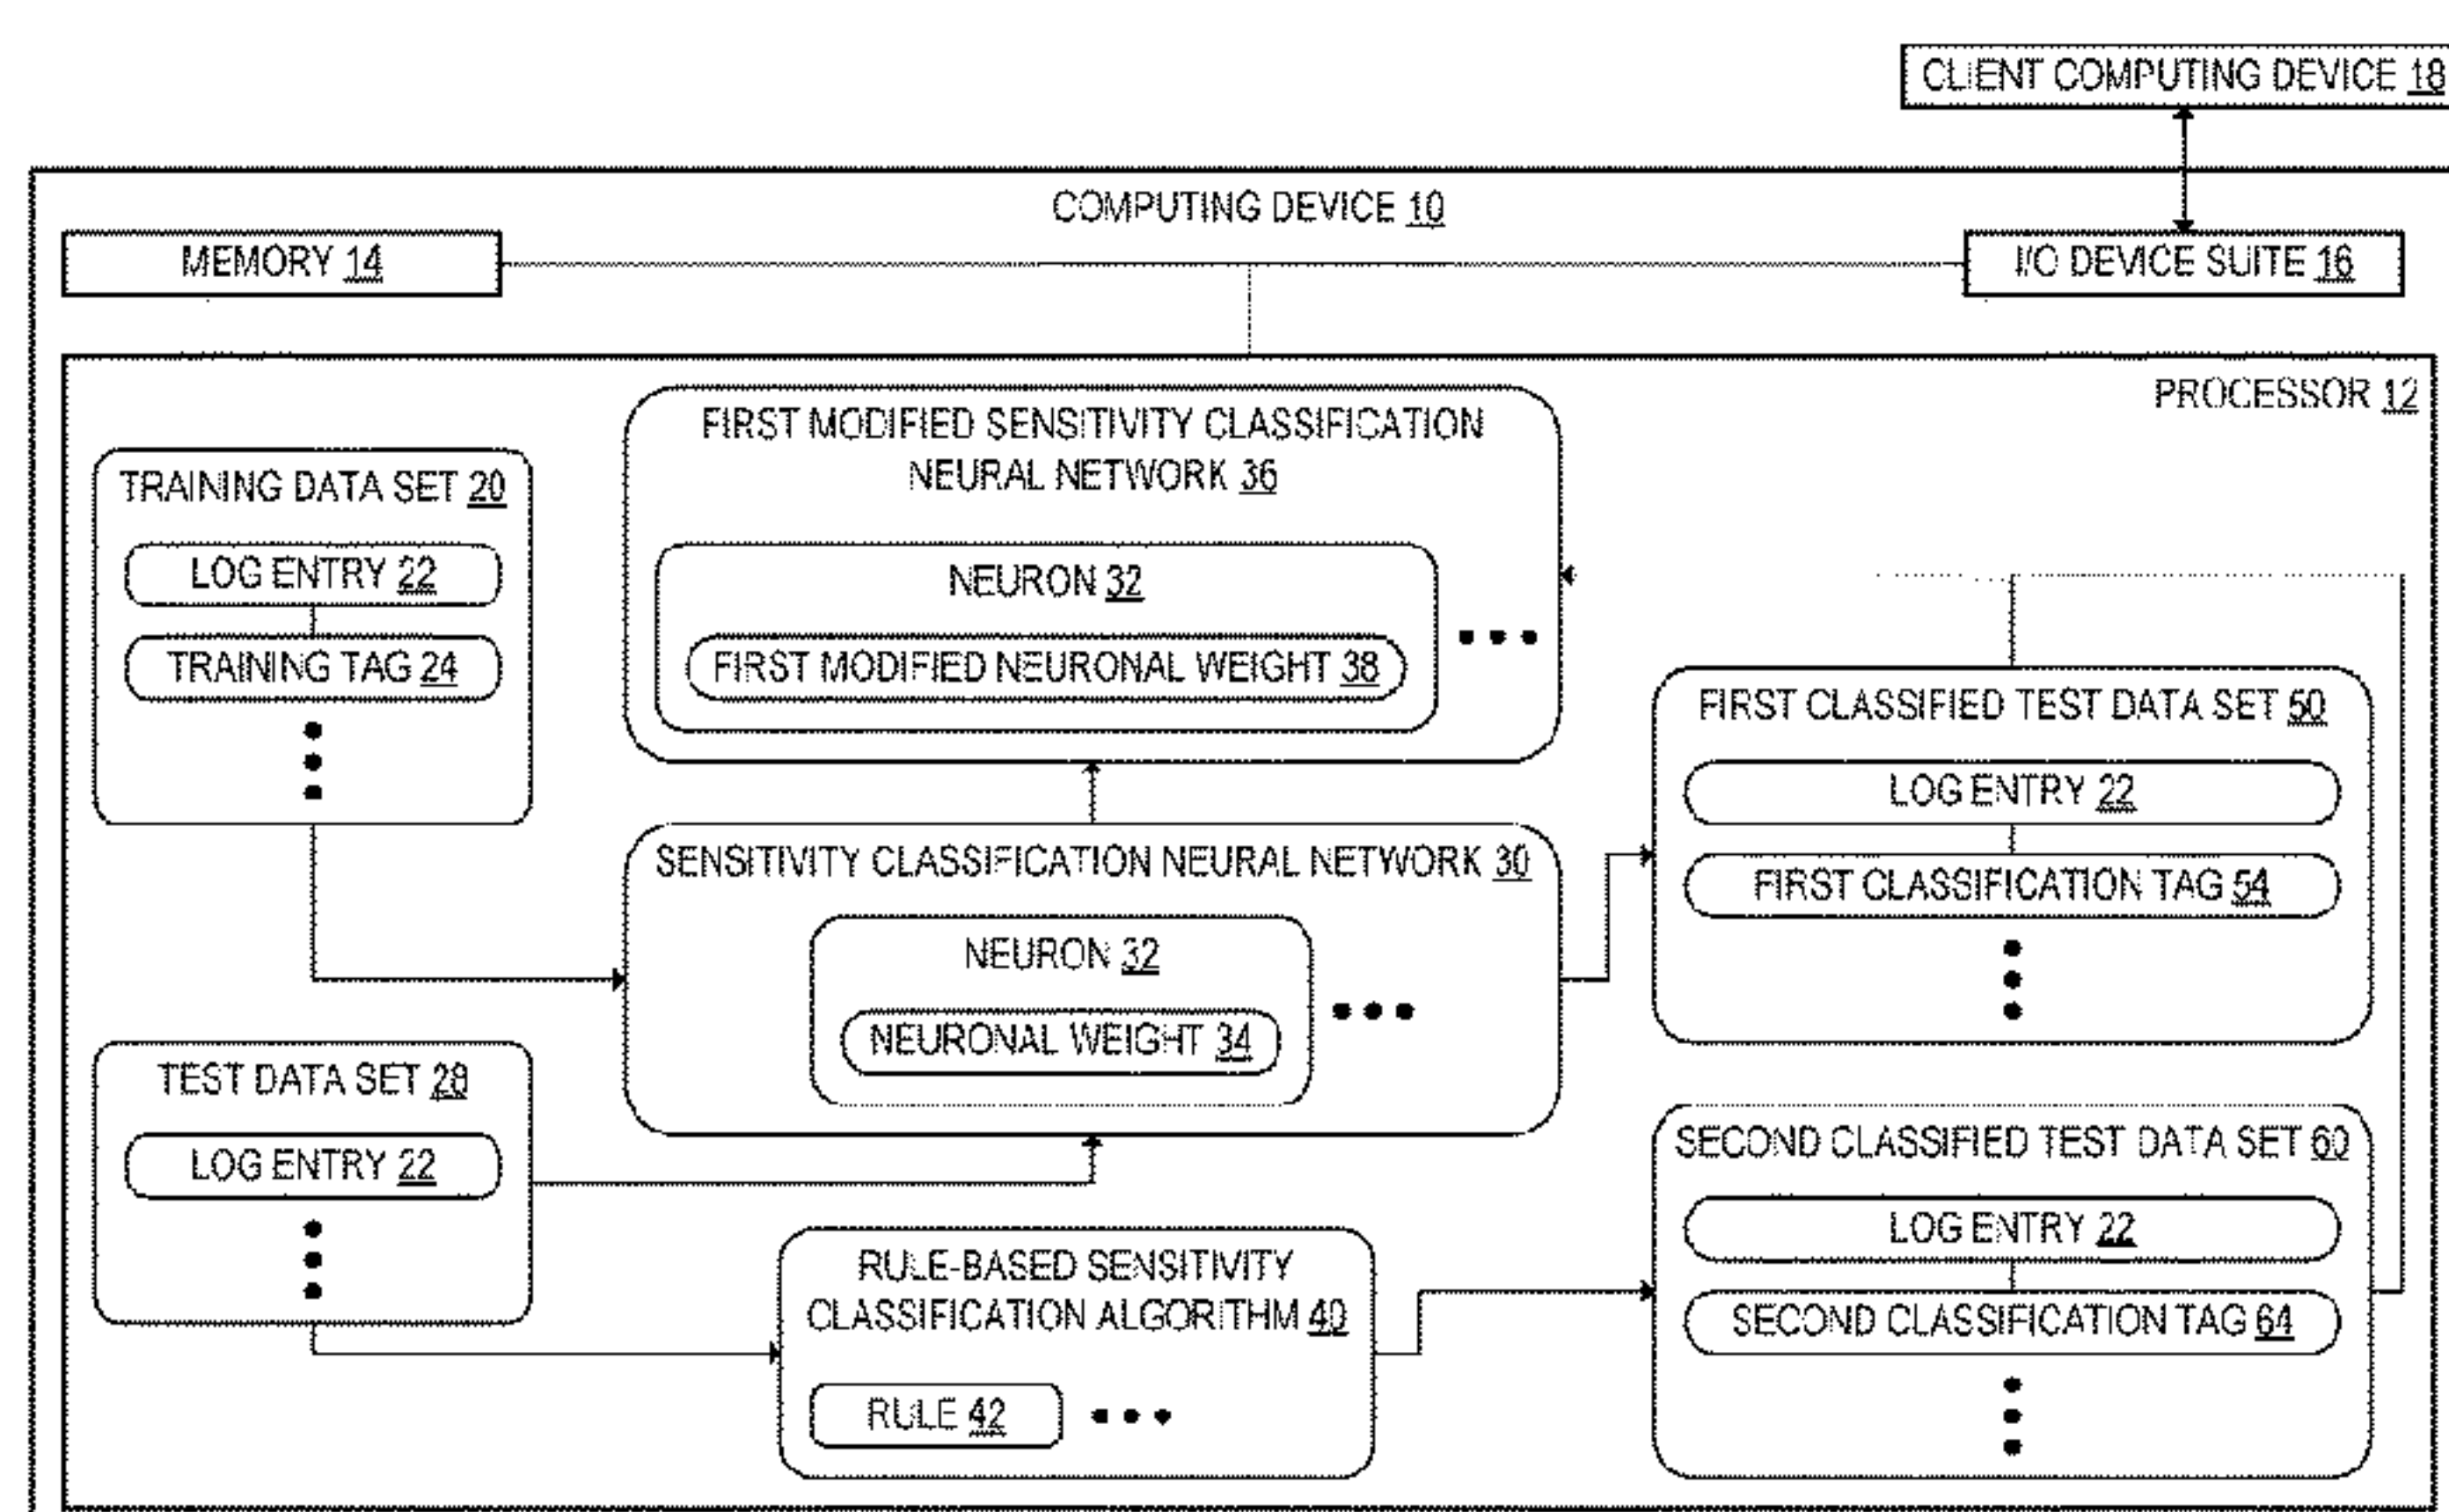 CLIENT COMPUTING DEVICE 18
COMPUTING DEVICE 10
MEMORY 14
I/O DEVICE SUITE 16
PROCESSOR 12
FIRST MODIFIED SENSITIVITY CLASSIFICATION
NEURAL NETWORK 36
NEURON 32
FIRST MODIFIED NEURONAL WEIGHT 38
TRAINING DATA SET 20
LOG ENTRY 22
TRAINING TAG 24
FIRST CLASSIFIED TEST DATA SET 50
LOG ENTRY 22
FIRST CLASSIFICATION TAG 54
SENSITIVITY CLASSIFICATION NEURAL NETWORK 30
NEURON 32
NEURONAL WEIGHT 34
TEST DATA SET 28
LOG ENTRY 22
SECOND CLASSIFIED TEST DATA SET 60
LOG ENTRY 22
SECOND CLASSIFICATION TAG 64
RULE-BASED SENSITIVITY
CLASSIFICATION ALGORITHM 40
RULE 42